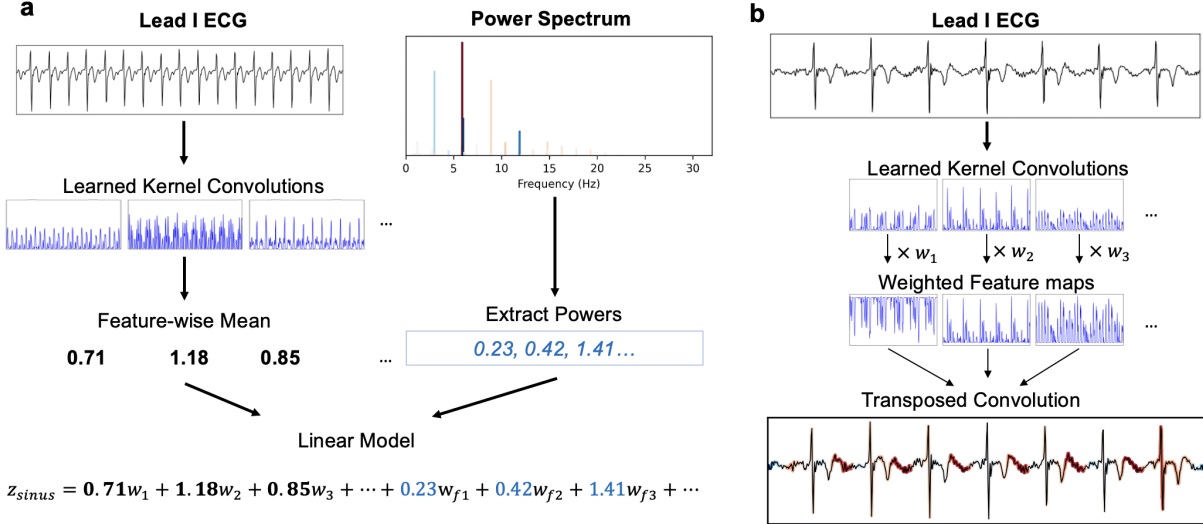 a
Lead I ECG
Power Spectrum
0 5 10 15 20 25 30
Frequency (Hz)
Learned Kernel Convolutions
...
Feature-wise Mean
0.71 1.18 0.85 ...
Extract Powers
0.23, 0.42, 1.41...
Linear Model
z_sinus = 0.71w_1 + 1.18w_2 + 0.85w_3 + ⋯ + 0.23w_f1 + 0.42w_f2 + 1.41w_f3 + ⋯
b
Lead I ECG
Learned Kernel Convolutions
...
× w_1 × w_2 × w_3
Weighted Feature maps
...
Transposed Convolution